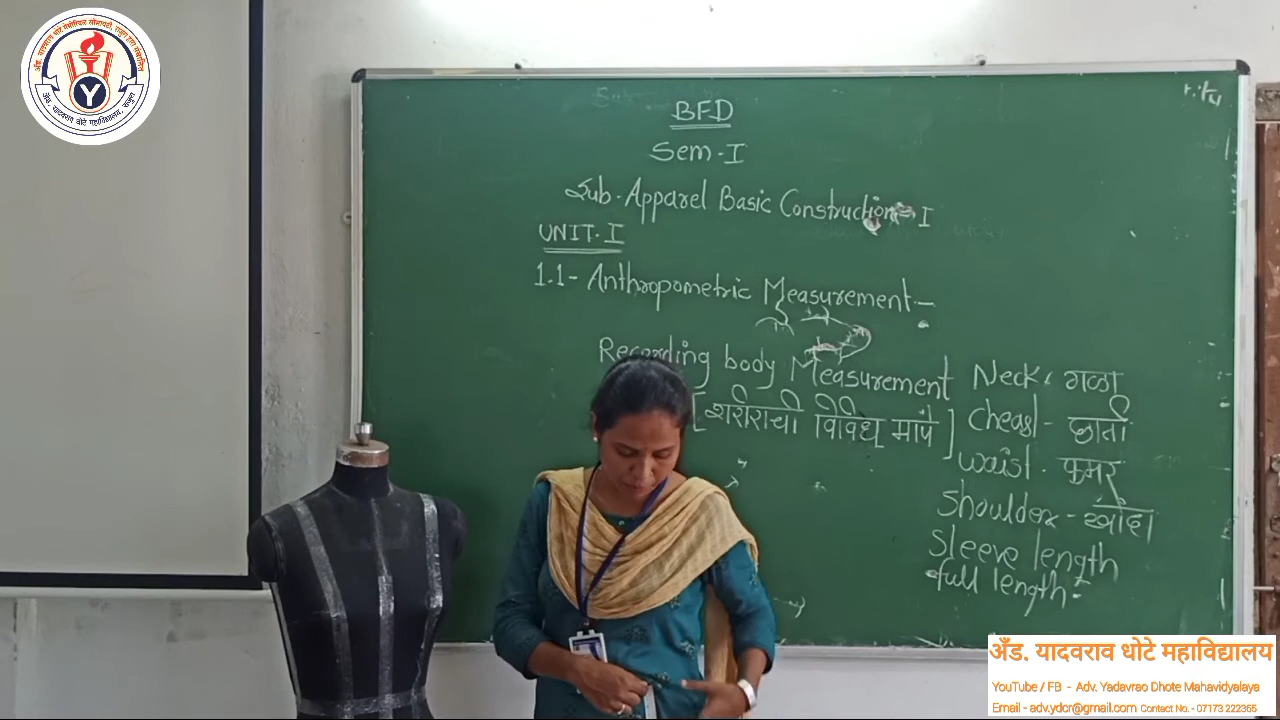 BFD
Sem-I
Sub-Apparel Basic Construction-I
UNIT-I
1.1- Anthropometric Measurement-
Recording body Measurement
[शरीराची विविध मापे]
Neck- गळा
Cheast - छाती
waist - कमर
Shoulder - खांदा
Sleeve length
full length-
अँड. यादवराव धोटे महाविद्यालय
YouTube / FB - Adv. Yadavrao Dhote Mahavidyalaya
Email - adv.ydcr@gmail.com Contact No. - 07173 222365
Y